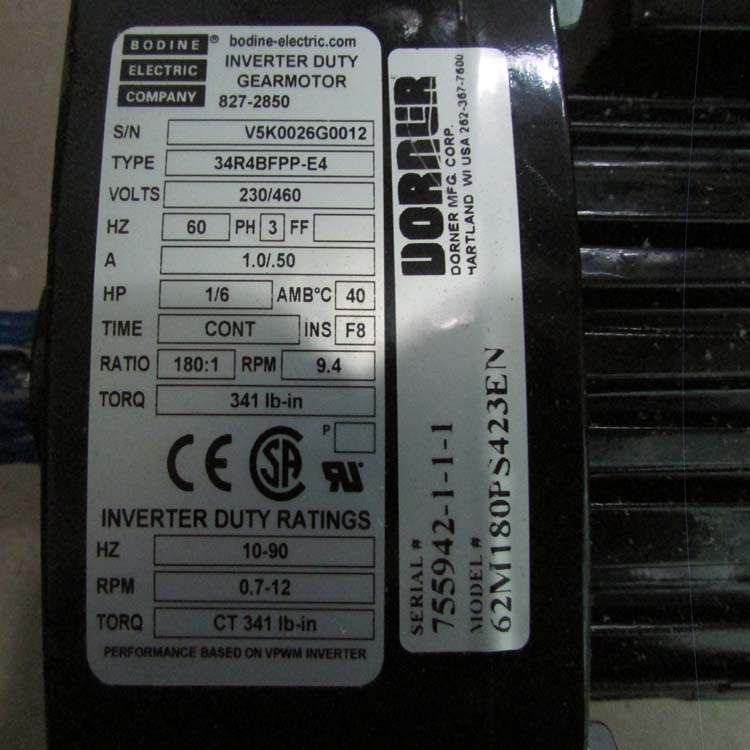 BODINE ® bodine-electric.com
ELECTRIC INVERTER DUTY
COMPANY GEARMOTOR
827-2850
S/N V5K0026G0012
TYPE 34R4BFPP-E4
VOLTS 230/460
HZ 60 PH 3 FF
A 1.0/.50
HP 1/6 AMB°C 40
TIME CONT INS F8
RATIO 180:1 RPM 9.4
TORQ 341 lb-in
P
CE SA RU
INVERTER DUTY RATINGS
HZ 10-90
RPM 0.7-12
TORQ CT 341 lb-in
PERFORMANCE BASED ON VPWM INVERTER
DORNER
DORNER MFG. CORP.
HARTLAND WI USA 262-367-7600
SERIAL #
755942-1-1-1
MODEL #
62M180PS423EN